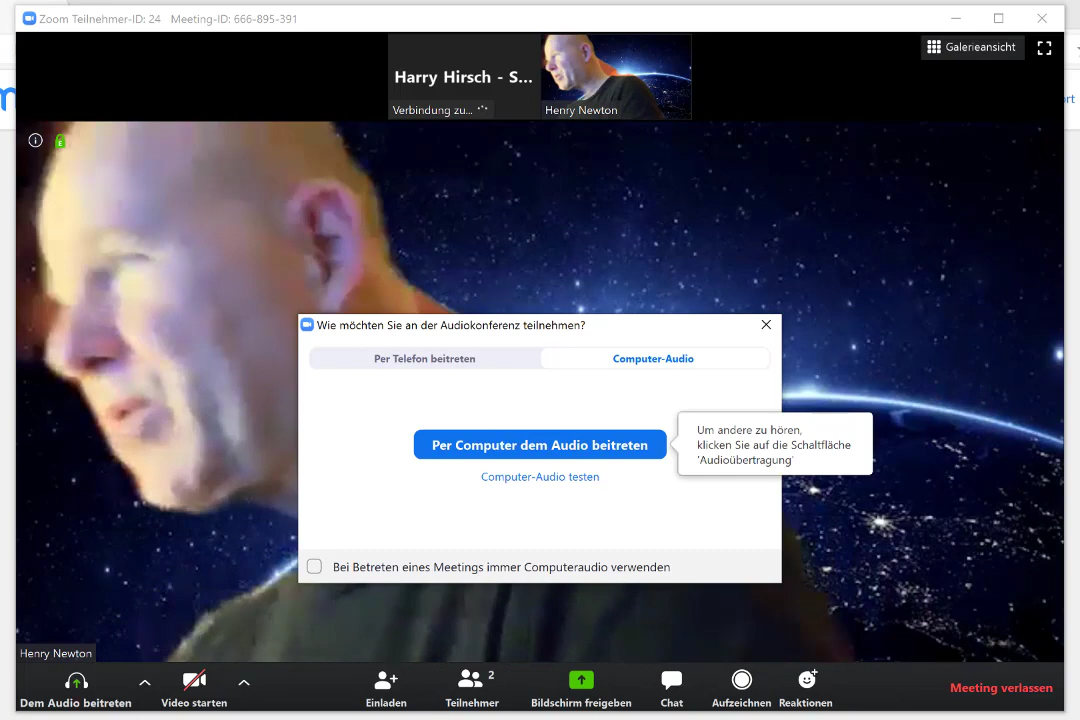 Zoom Teilnehmer-ID: 24 Meeting-ID: 666-895-391
Galerieansicht
Harry Hirsch - S...
Verbindung zu...
Henry Newton
Wie möchten Sie an der Audiokonferenz teilnehmen?
Per Telefon beitreten
Computer-Audio
Per Computer dem Audio beitreten
Um andere zu hören,
klicken Sie auf die Schaltfläche
'Audioübertragung'
Computer-Audio testen
Bei Betreten eines Meetings immer Computeraudio verwenden
Henry Newton
2
Dem Audio beitreten
Video starten
Einladen
Teilnehmer
Bildschirm freigeben
Chat
Aufzeichnen
Reaktionen
Meeting verlassen